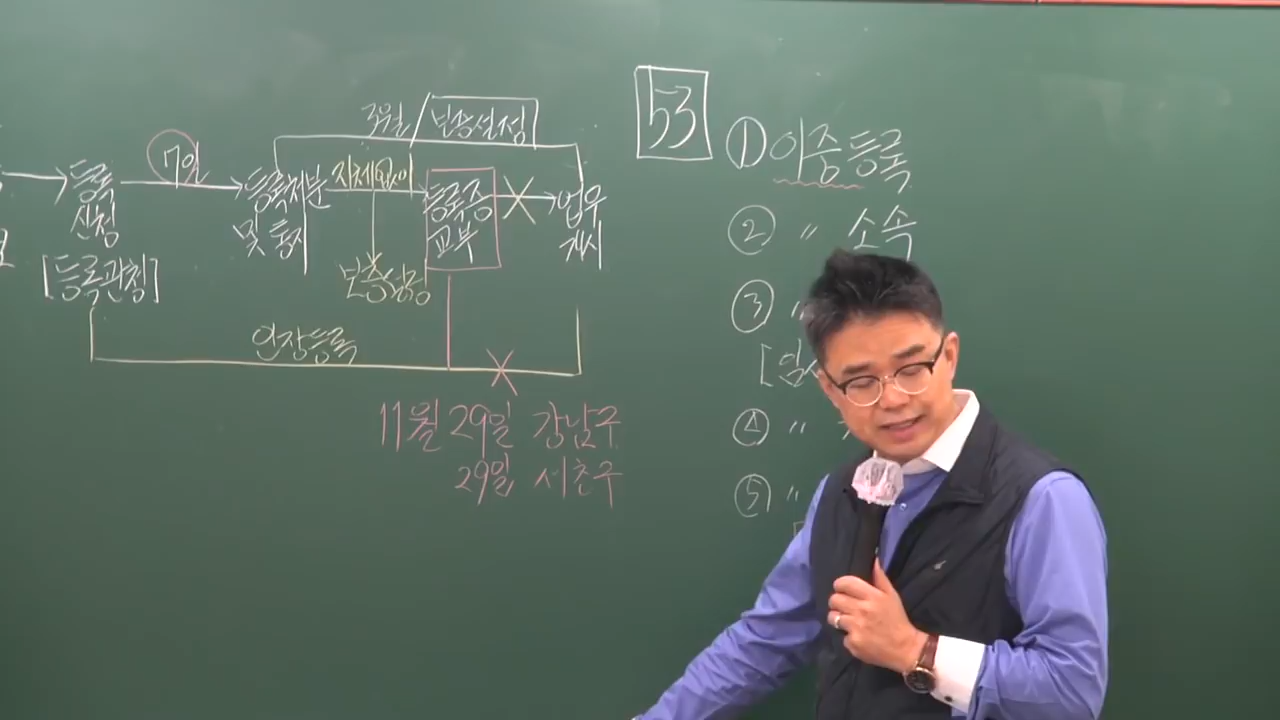 3월 / 보증설정
등록신청 7일 등록처분 및 통지 지체없이 등록증 교부 업무개시
[등록관청]
보증설정
인장등록
11월 29일 강남구
29일 서초구
53
① 이중등록
② 〃 소속
③ 〃
④ 〃
⑤ 〃